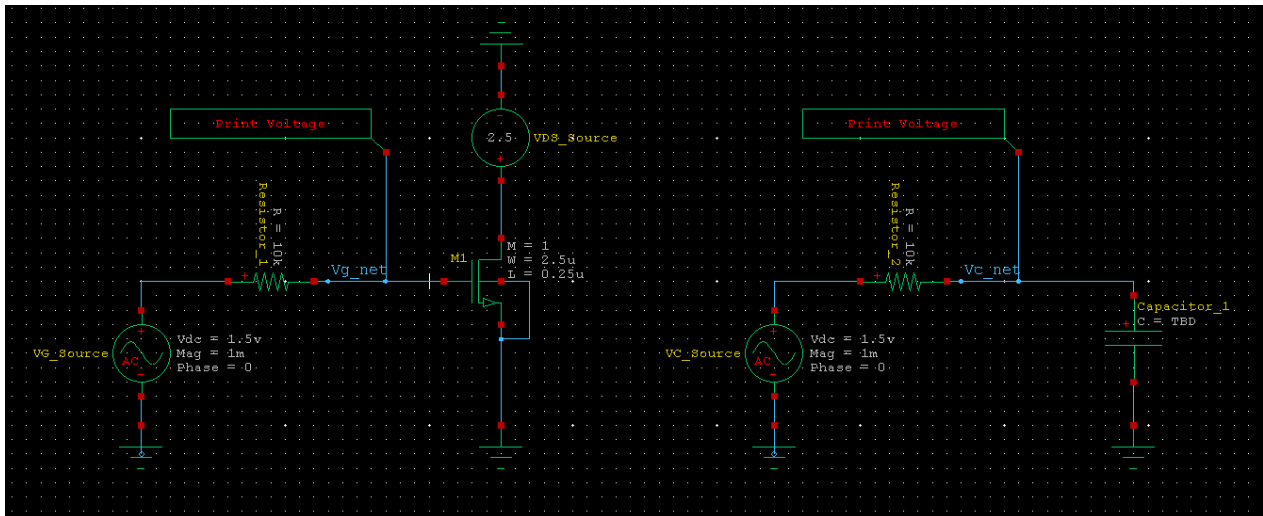 Print Voltage
2.5
VDS_Source
Resistor_1
R = 10k
Vg_net
M1
M = 1
W = 2.5u
L = 0.25u
VG_Source
+
AC
-
Vdc = 1.5v
Mag = 1m
Phase = 0
Print Voltage
Resistor_2
R = 10k
Vc_net
Capacitor_1
C = TBD
VC_Source
+
AC
-
Vdc = 1.5v
Mag = 1m
Phase = 0